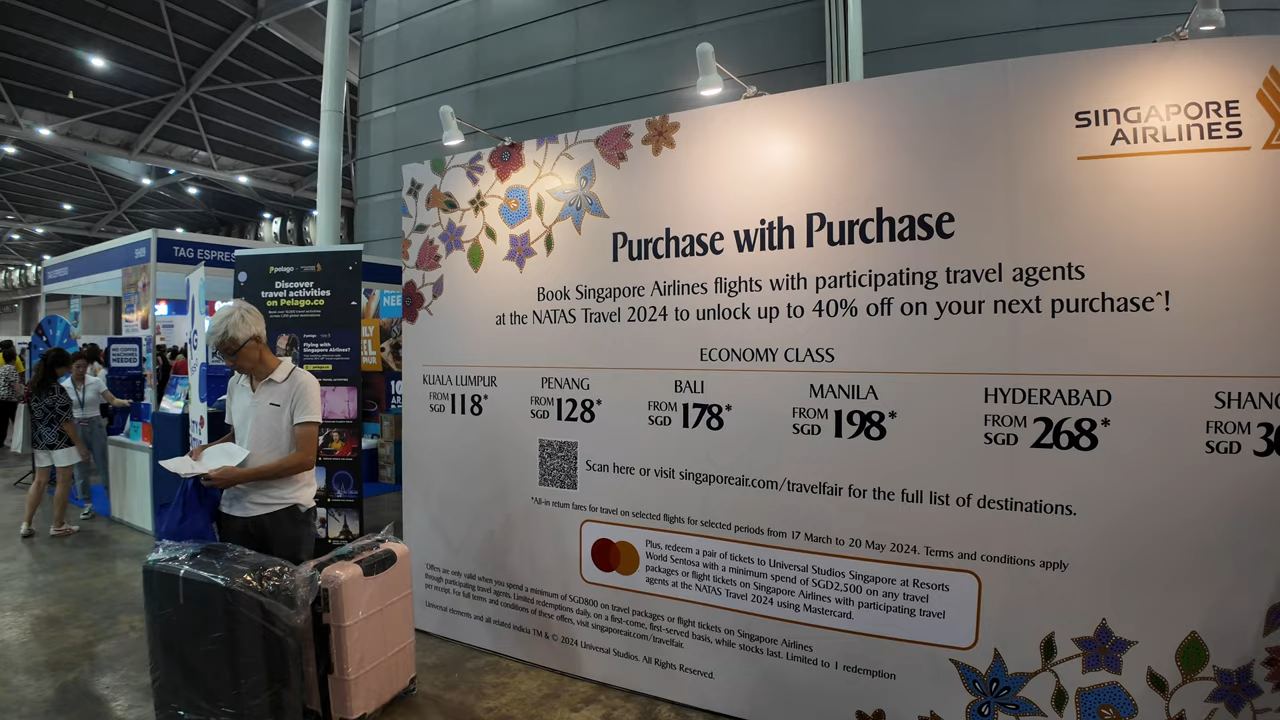 SINGAPORE
AIRLINES
Purchase with Purchase
Book Singapore Airlines flights with participating travel agents
at the NATAS Travel 2024 to unlock up to 40% off on your next purchase^!
ECONOMY CLASS
KUALA LUMPUR
FROM
SGD 118*
PENANG
FROM
SGD 128*
BALI
FROM
SGD 178*
MANILA
FROM
SGD 198*
HYDERABAD
FROM
SGD 268*
SHANG
FROM
SGD 3
Scan here or visit singaporeair.com/travelfair for the full list of destinations.
*All-in return fares for travel on selected flights for selected periods from 17 March to 20 May 2024. Terms and conditions apply
Plus, redeem a pair of tickets to Universal Studios Singapore at Resorts
World Sentosa with a minimum spend of SGD2,500 on any travel
packages or flight tickets on Singapore Airlines with participating travel
agents at the NATAS Travel 2024 using Mastercard.
^Offers are only valid when you spend a minimum of SGD800 on travel packages or flight tickets on Singapore Airlines
through participating travel agents. Limited redemptions daily, on a first-come, first-served basis, while stocks last. Limited to 1 redemption
per receipt. For full terms and conditions of these offers, visit singaporeair.com/travelfair.
Universal elements and all related indicia TM & © 2024 Universal Studios. All Rights Reserved.
TAG ESPRES
pelago
Discover
travel activities
on Pelago.co
Flying with
Singapore Airlines?
NO COFFEE
MACHINES
NEEDED